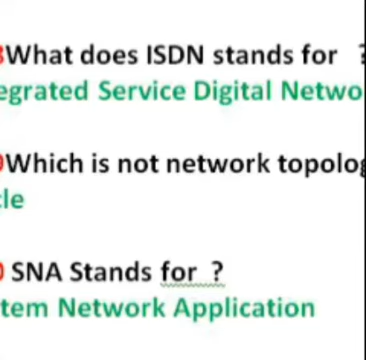 What does ISDN stands for ?
egrated Service Digital Netwo
Which is not network topolog
cle
0 SNA Stands for ?
tem Network Application